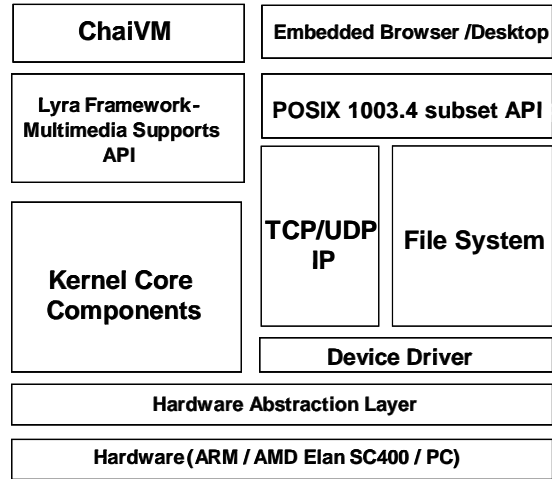 ChaiVM
Embedded Browser /Desktop
Lyra Framework-
Multimedia Supports
API
POSIX 1003.4 subset API
TCP/UDP
IP
File System
Kernel Core
Components
Device Driver
Hardware Abstraction Layer
Hardware (ARM / AMD Elan SC400 / PC)